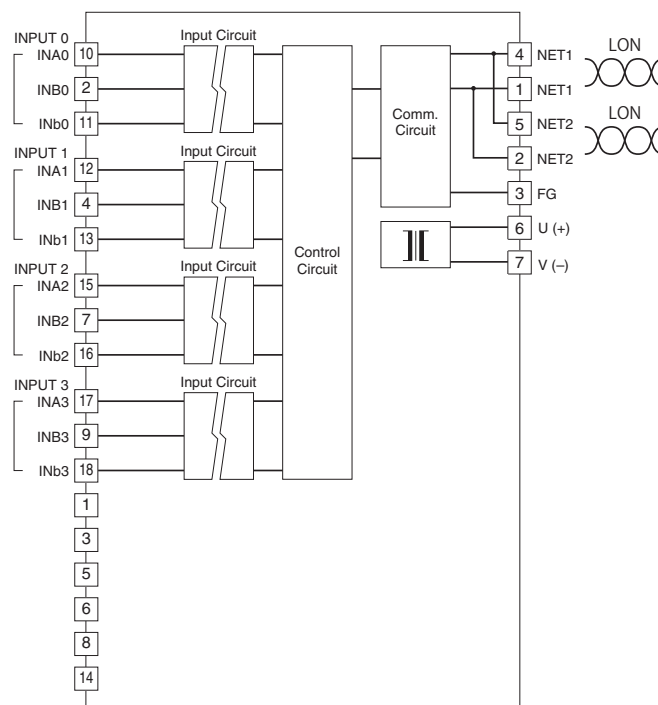 INPUT 0
INA0 10
INB0 2
INb0 11
Input Circuit
INPUT 1
INA1 12
INB1 4
INb1 13
Input Circuit
INPUT 2
INA2 15
INB2 7
INb2 16
Input Circuit
INPUT 3
INA3 17
INB3 9
INb3 18
Input Circuit
1
3
5
6
8
14
Control
Circuit
Comm.
Circuit
4 NET1
1 NET1
LON
5 NET2
2 NET2
LON
3 FG
6 U (+)
7 V (–)